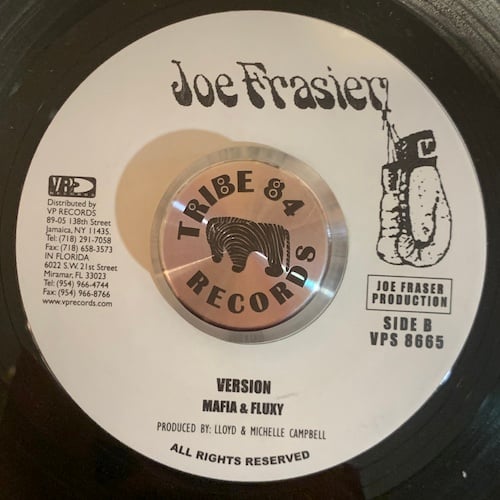 Joe Frasier
VP
Distributed by
VP RECORDS
89-05 138th Street
Jamaica, NY 11435.
Tel: (718) 291-7058
Fax: (718) 658-3573
IN FLORIDA
6022 S.W. 21st Street
Miramar, FL 33023
Tel: (954) 966-4744
Fax: (954) 966-8766
www.vprecords.com
TRIBE 84
RECORDS
JOE FRASER
PRODUCTION
SIDE B
VPS 8665
VERSION
MAFIA & FLUXY
PRODUCED BY: LLOYD & MICHELLE CAMPBELL
ALL RIGHTS RESERVED